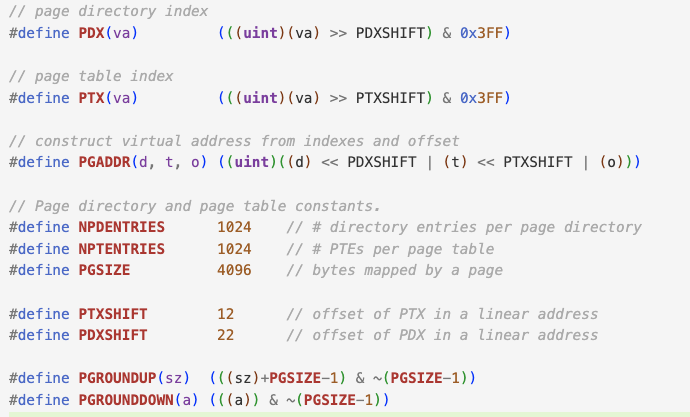 // page directory index
#define PDX(va)         (((uint)(va) >> PDXSHIFT) & 0x3FF)
// page table index
#define PTX(va)         (((uint)(va) >> PTXSHIFT) & 0x3FF)
// construct virtual address from indexes and offset
#define PGADDR(d, t, o) ((uint)((d) << PDXSHIFT | (t) << PTXSHIFT | (o)))
// Page directory and page table constants.
#define NPDENTRIES      1024    // # directory entries per page directory
#define NPTENTRIES      1024    // # PTEs per page table
#define PGSIZE          4096    // bytes mapped by a page
#define PTXSHIFT        12      // offset of PTX in a linear address
#define PDXSHIFT        22      // offset of PDX in a linear address
#define PGROUNDUP(sz)  (((sz)+PGSIZE-1) & ~(PGSIZE-1))
#define PGROUNDDOWN(a) (((a)) & ~(PGSIZE-1))